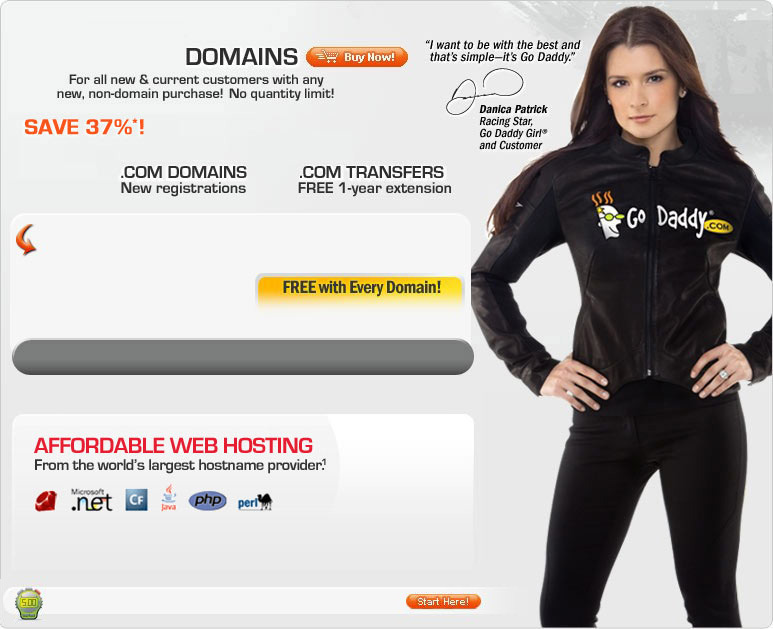 DOMAINS
Buy Now!
For all new & current customers with any
new, non-domain purchase! No quantity limit!
SAVE 37%*!
"I want to be with the best and
that's simple—it's Go Daddy."
Danica Patrick
Racing Star,
Go Daddy Girl®
and Customer
.COM DOMAINS
New registrations
.COM TRANSFERS
FREE 1-year extension
Go Daddy®
.COM
FREE with Every Domain!
AFFORDABLE WEB HOSTING
From the world's largest hostname provider.¹
Microsoft
.net
CF
Java
php
perl
5:00
Start Here!